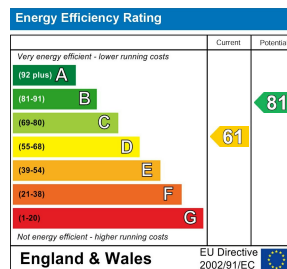 Energy Efficiency Rating
Current
Potential
Very energy efficient - lower running costs
(92 plus) A
(81-91) B
81
(69-80) C
(55-68) D
61
(39-54) E
(21-38) F
(1-20) G
Not energy efficient - higher running costs
England & Wales
EU Directive
2002/91/EC